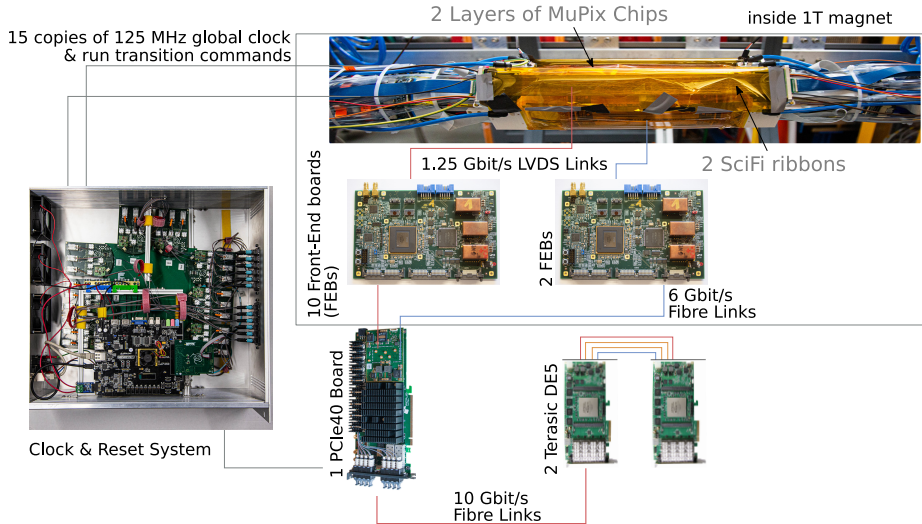 2 Layers of MuPix Chips
inside 1T magnet
15 copies of 125 MHz global clock
& run transition commands
1.25 Gbit/s LVDS Links
2 SciFi ribbons
10 Front-End boards
(FEBs)
2 FEBs
6 Gbit/s
Fibre Links
1 PCIe40 Board
2 Terasic DE5
Clock & Reset System
10 Gbit/s
Fibre Links